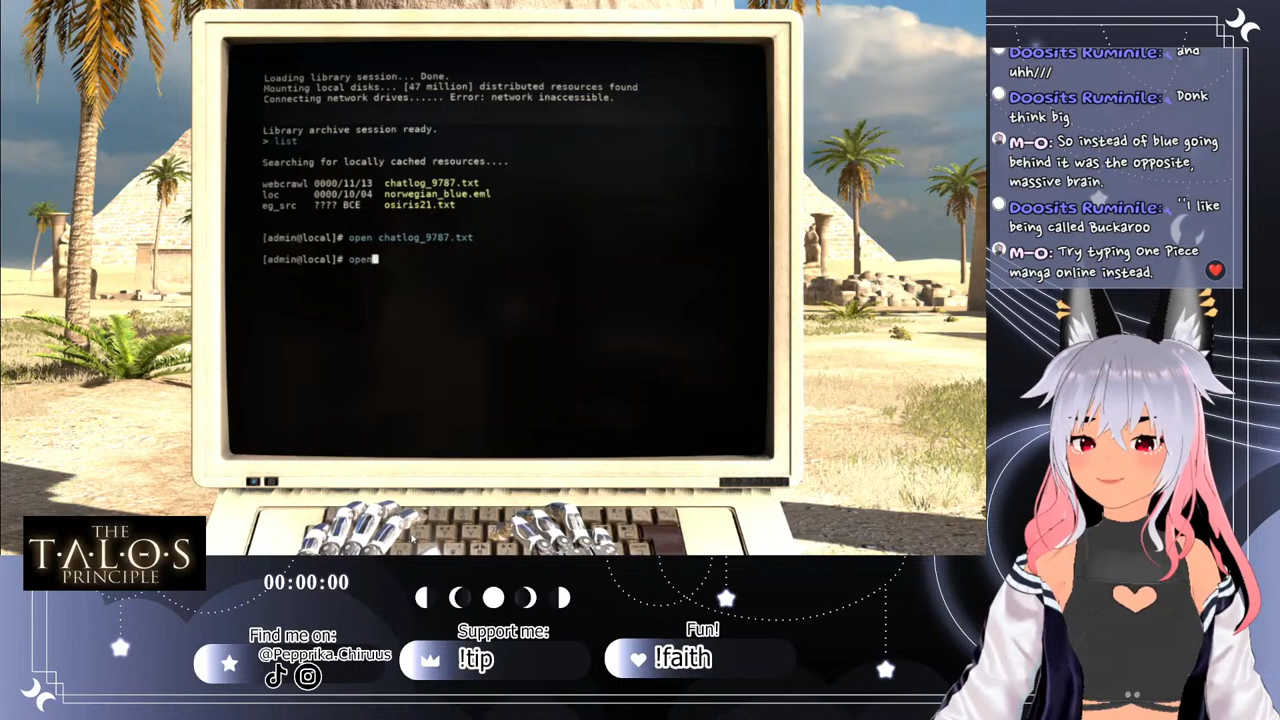 Loading library session... Done.
Mounting local disks... [47 million] distributed resources found
Connecting network drives...... Error: network inaccessible.
Library archive session ready.
> list
Searching for locally cached resources....
webcrawl 0000/11/13 chatlog_9787.txt
loc 0000/10/04 norwegian_blue.eml
eg_src ???? BCE osiris21.txt
[admin@local]# open chatlog_9787.txt
[admin@local]# open
Doosits Ruminile: and
uhh///
Doosits Ruminile: Donk
think big
M-O: So instead of blue going
behind it was the opposite,
massive brain.
Doosits Ruminile: ''i like
being called Buckaroo
M-O: Try typing One Piece
manga online instead.
THE
TALOS
PRINCIPLE
00:00:00
Find me on:
@Pepprika.Chiruus
Support me:
!tip
Fun!
!faith